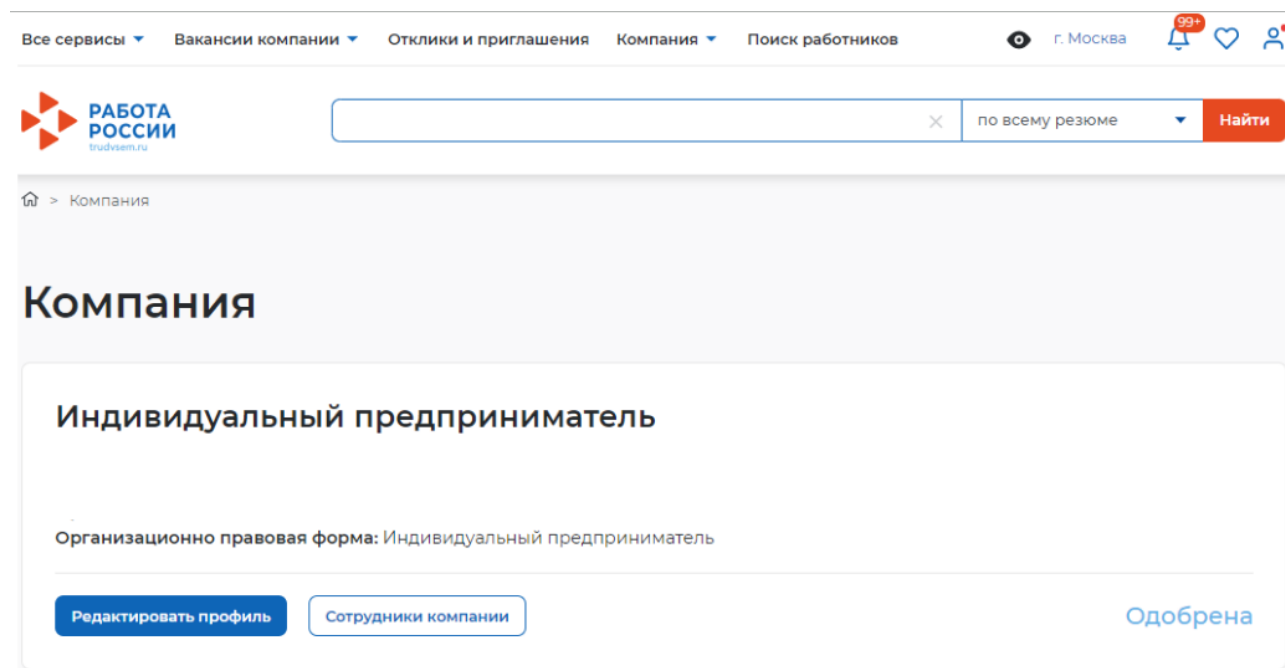 Все сервисы Вакансии компании Отклики и приглашения Компания Поиск работников г. Москва 99+
РАБОТА
РОССИИ
trudvsem.ru
по всему резюме Найти
> Компания
Компания
Индивидуальный предприниматель
Организационно правовая форма: Индивидуальный предприниматель
Редактировать профиль Сотрудники компании Одобрена